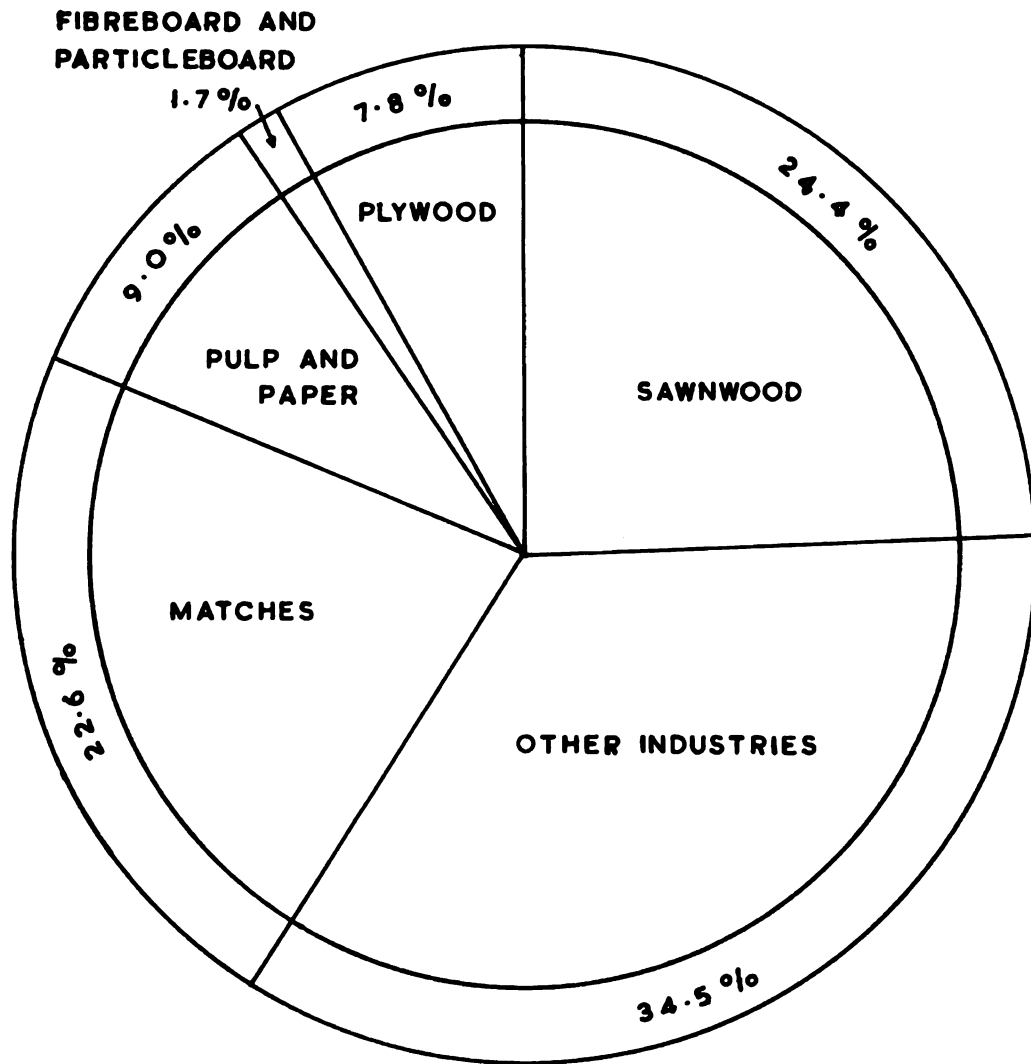 FIBREBOARD AND
PARTICLEBOARD
1.7%
7.8%
24.4%
9.0%
PLYWOOD
PULP AND
PAPER
SAWNWOOD
MATCHES
22.6%
OTHER INDUSTRIES
34.5%